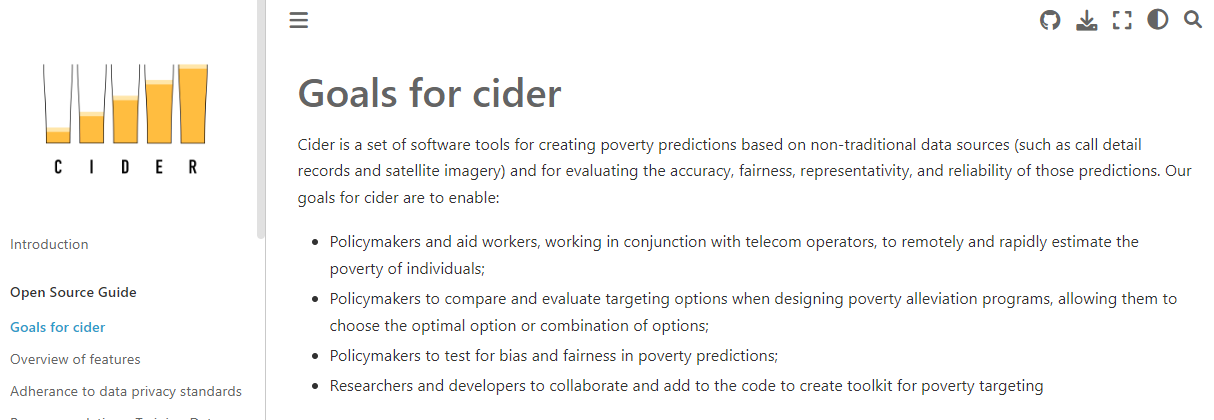 CIDER
Introduction
Open Source Guide
Goals for cider
Overview of features
Adherence to data privacy standards
Goals for cider
Cider is a set of software tools for creating poverty predictions based on non-traditional data sources (such as call detail
records and satellite imagery) and for evaluating the accuracy, fairness, representativity, and reliability of those predictions. Our
goals for cider are to enable:
• Policymakers and aid workers, working in conjunction with telecom operators, to remotely and rapidly estimate the
poverty of individuals;
• Policymakers to compare and evaluate targeting options when designing poverty alleviation programs, allowing them to
choose the optimal option or combination of options;
• Policymakers to test for bias and fairness in poverty predictions;
• Researchers and developers to collaborate and add to the code to create toolkit for poverty targeting